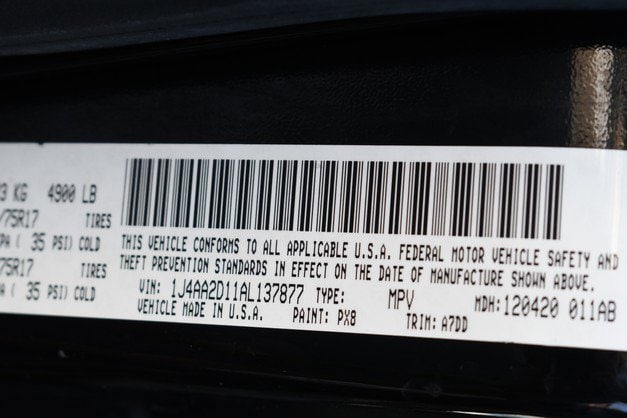 3 KG 4900 LB
/75R17 TIRES
PA ( 35 PSI) COLD
75R17 TIRES
A ( 35 PSI) COLD
THIS VEHICLE CONFORMS TO ALL APPLICABLE U.S.A. FEDERAL MOTOR VEHICLE SAFETY AND
THEFT PREVENTION STANDARDS IN EFFECT ON THE DATE OF MANUFACTURE SHOWN ABOVE.
VIN: 1J4AA2D11AL137877 TYPE: MPV MDH:120420 011AB
VEHICLE MADE IN U.S.A. PAINT: PX8 TRIM: A7DD